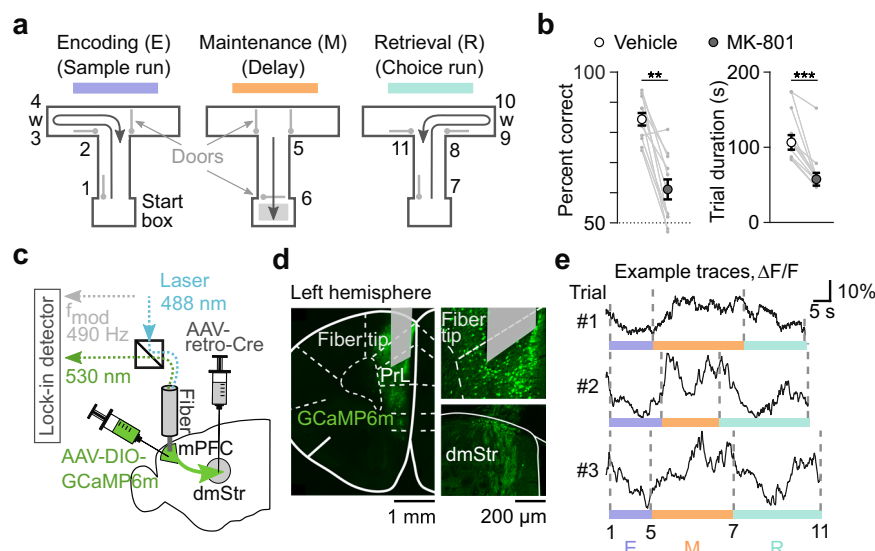 a
Encoding (E)
(Sample run)
Maintenance (M)
(Delay)
Retrieval (R)
(Choice run)
4
w
3
2
1
Doors
Start
box
5
6
10
w
9
11
8
7
b
Vehicle
MK-801
Percent correct
100
50
**
Trial duration (s)
200
100
0
***
c
Lock-in detector
Laser
488 nm
f mod
490 Hz
530 nm
AAV-
retro-Cre
Fiber
mPFC
AAV-DIO-
GCaMP6m
dmStr
d
Left hemisphere
Fiber tip
PrL
GCaMP6m
1 mm
Fiber
tip
dmStr
200 µm
e
Example traces, ΔF/F
10%
5 s
Trial
#1
#2
#3
1 5 7 11
E M R